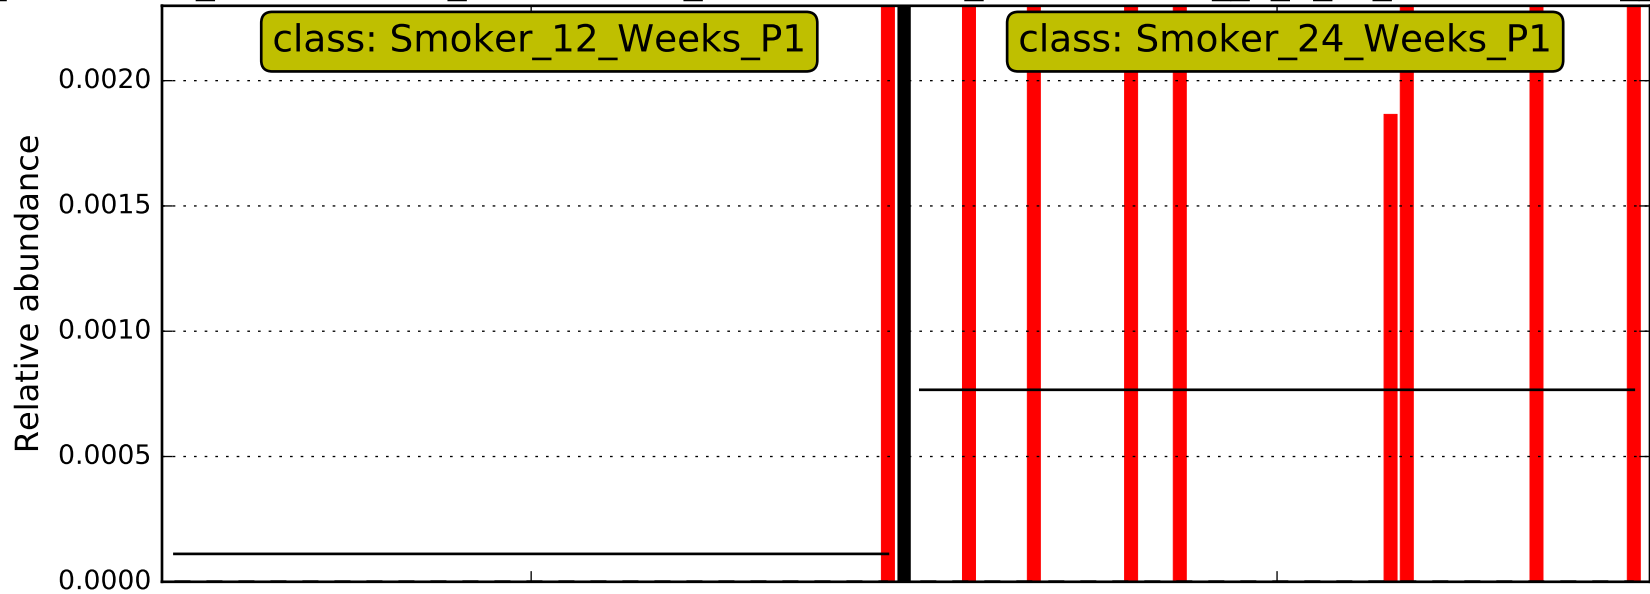 class: Smoker_12_Weeks_P1
class: Smoker_24_Weeks_P1
Relative abundance
0.0020
0.0015
0.0010
0.0005
0.0000